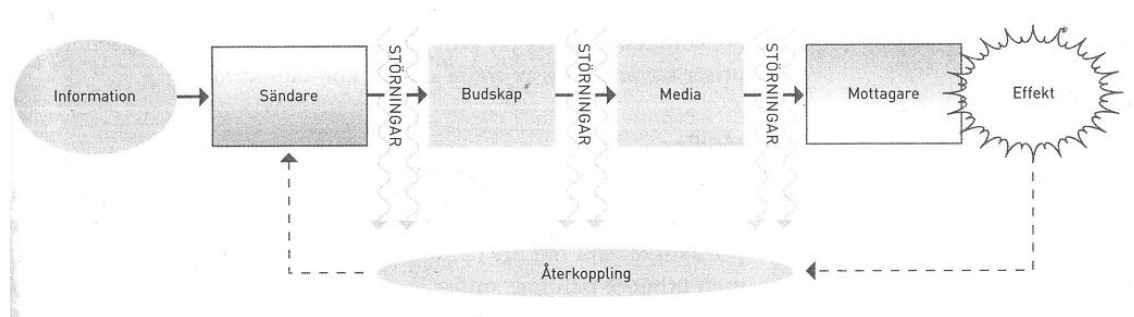 Information
Sändare
STÖRNINGAR
Budskap
STÖRNINGAR
Media
STÖRNINGAR
Mottagare
Effekt
Återkoppling